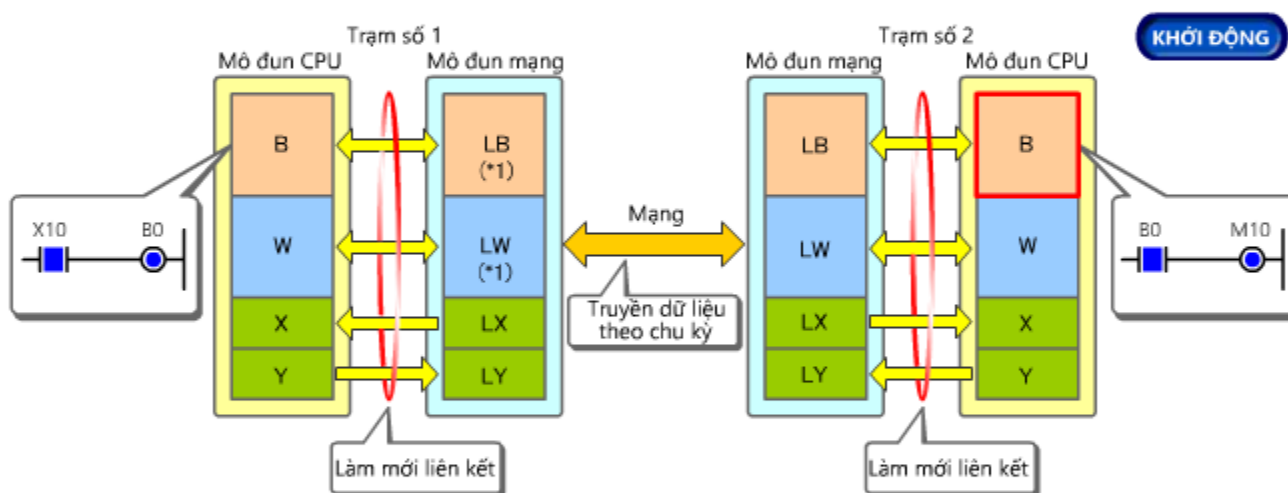 Trạm số 1
Trạm số 2
KHỞI ĐỘNG
Mô đun CPU
Mô đun mạng
Mô đun mạng
Mô đun CPU
B
LB
(*1)
LB
B
X10
B0
W
LW
(*1)
Mạng
LW
W
B0
M10
Truyền dữ liệu
theo chu kỳ
X
LX
LX
X
Y
LY
LY
Y
Làm mới liên kết
Làm mới liên kết